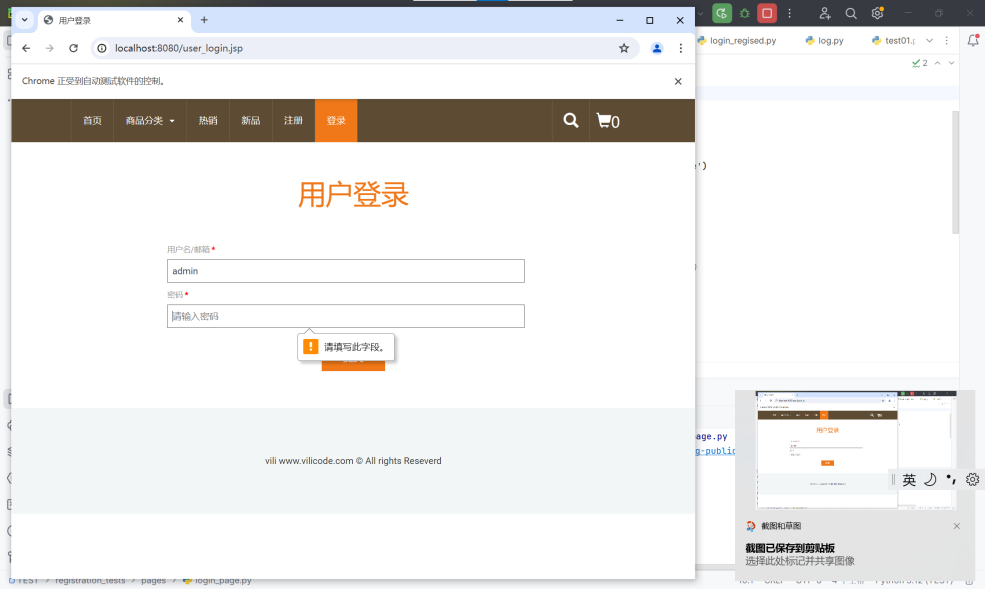 用户登录
login_regised.py
log.py
test01.p
localhost:8080/user_login.jsp
2
Chrome 正受到自动测试软件的控制。
首页 商品分类 热销 新品 注册 登录 0
')
用户登录
用户名/邮箱*
admin
密码*
请输入密码
请填写此字段。
age.py
g-public
vili www.vilicode.com © All rights Reseverd
英
截图和草图
截图已保存到剪贴板
选择此处标记并共享图像
TEST registration_tests pages login_page.py